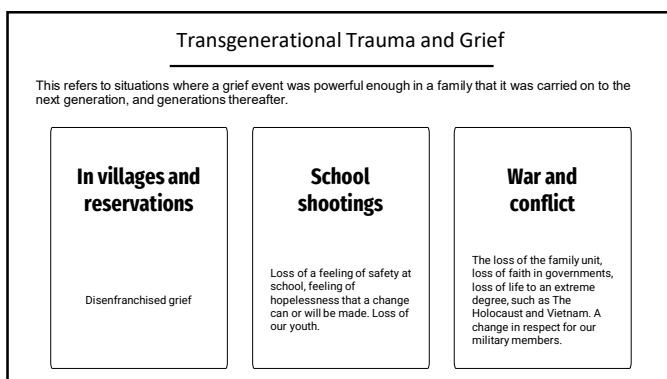 Transgenerational Trauma and Grief
This refers to situations where a grief event was powerful enough in a family that it was carried on to the
next generation, and generations thereafter.
In villages and
reservations
Disenfranchised grief
School
shootings
Loss of a feeling of safety at
school, feeling of
hopelessness that a change
can or will be made. Loss of
our youth.
War and
conflict
The loss of the family unit,
loss of faith in governments,
loss of life to an extreme
degree, such as The
Holocaust and Vietnam. A
change in respect for our
military members.